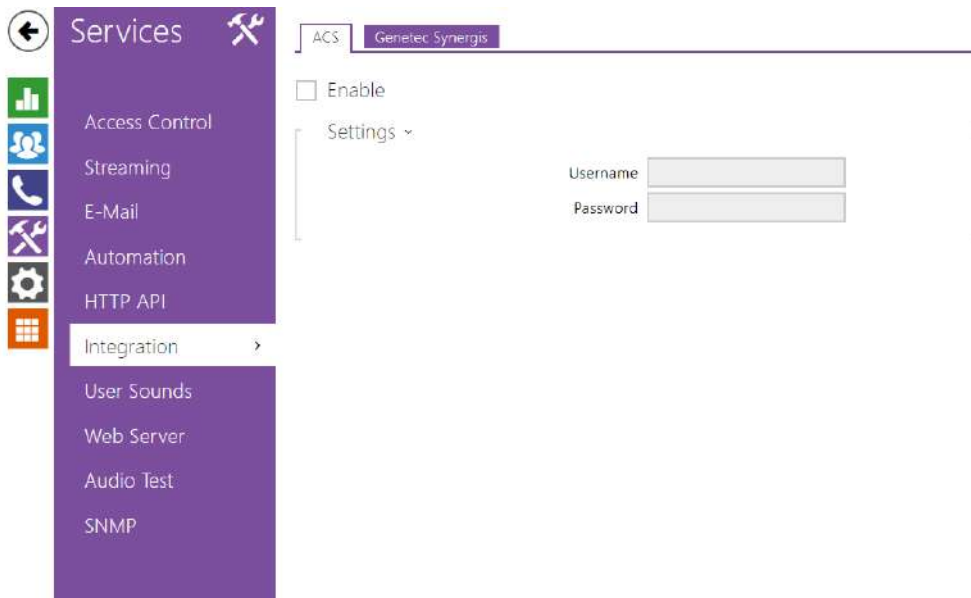 Services
Access Control
Streaming
E-Mail
Automation
HTTP API
Integration
User Sounds
Web Server
Audio Test
SNMP
ACS Genetec Synergis
Enable
Settings
Username
Password